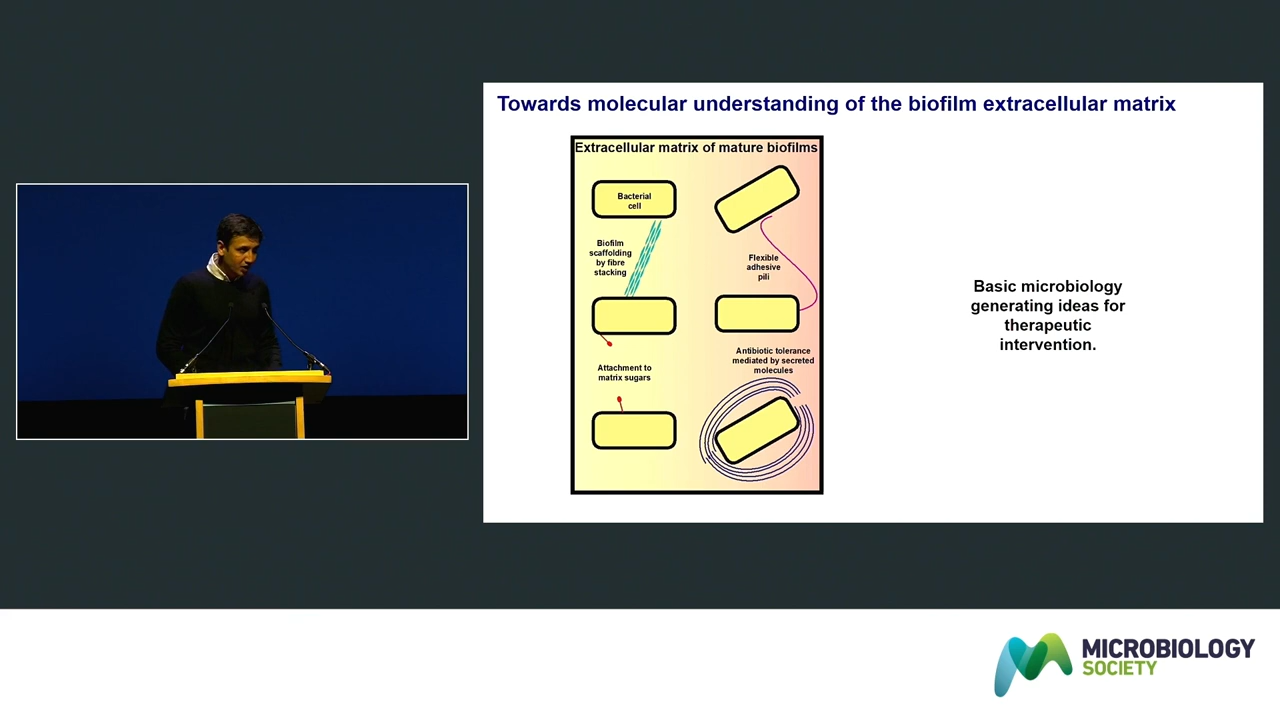 Towards molecular understanding of the biofilm extracellular matrix
Extracellular matrix of mature biofilms
Bacterial
cell
Biofilm
scaffolding
by fibre
stacking
Flexible
adhesive
pili
Attachment to
matrix sugars
Antibiotic tolerance
mediated by secreted
molecules
Basic microbiology
generating ideas for
therapeutic
intervention.
MICROBIOLOGY
SOCIETY